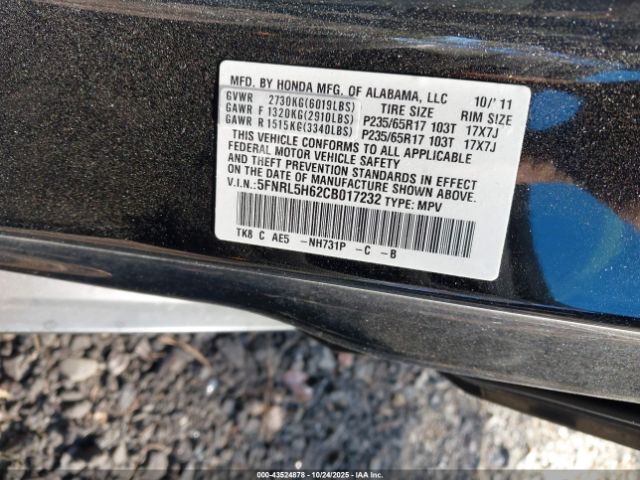 MFD. BY HONDA MFG. OF ALABAMA, LLC 10/'11
GVWR 2730KG(6019LBS) TIRE SIZE RIM SIZE
GAWR F 1320KG(2910LBS) P235/65R17 103T 17X7J
GAWR R 1515KG(3340LBS) P235/65R17 103T 17X7J
THIS VEHICLE CONFORMS TO ALL APPLICABLE
FEDERAL MOTOR VEHICLE SAFETY
AND THEFT PREVENTION STANDARDS IN EFFECT
ON THE DATE OF MANUFACTURE SHOWN ABOVE.
V.I.N.: 5FNRL5H62CB017232 TYPE: MPV
TK8 C AE5 -NH731P -C -B
000-43524878 - 10/24/2025 - IAA Inc.